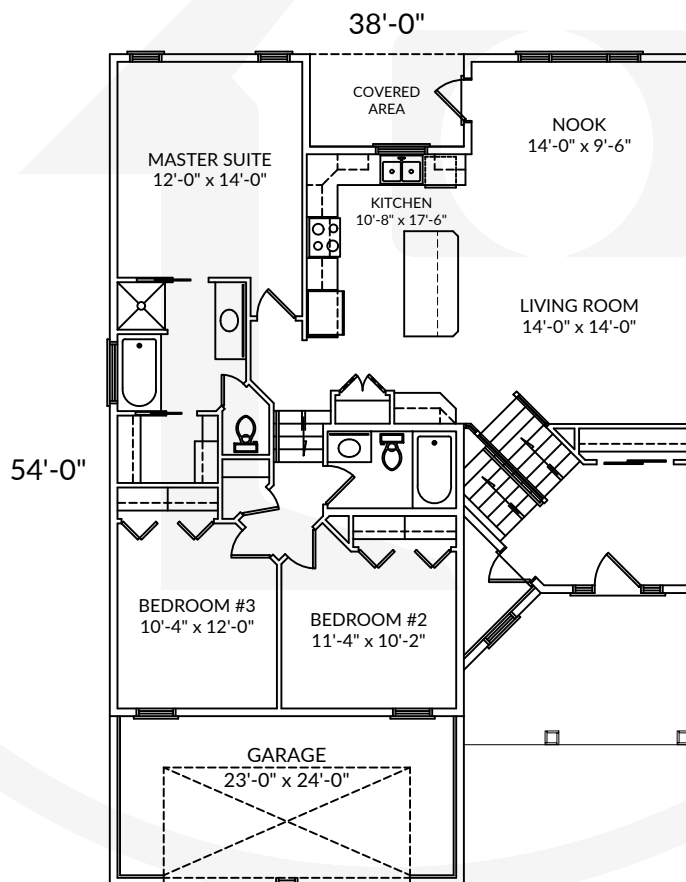 38'-0"
COVERED
AREA
NOOK
14'-0" x 9'-6"
MASTER SUITE
12'-0" x 14'-0"
KITCHEN
10'-8" x 17'-6"
LIVING ROOM
14'-0" x 14'-0"
54'-0"
BEDROOM #3
10'-4" x 12'-0"
BEDROOM #2
11'-4" x 10'-2"
GARAGE
23'-0" x 24'-0"